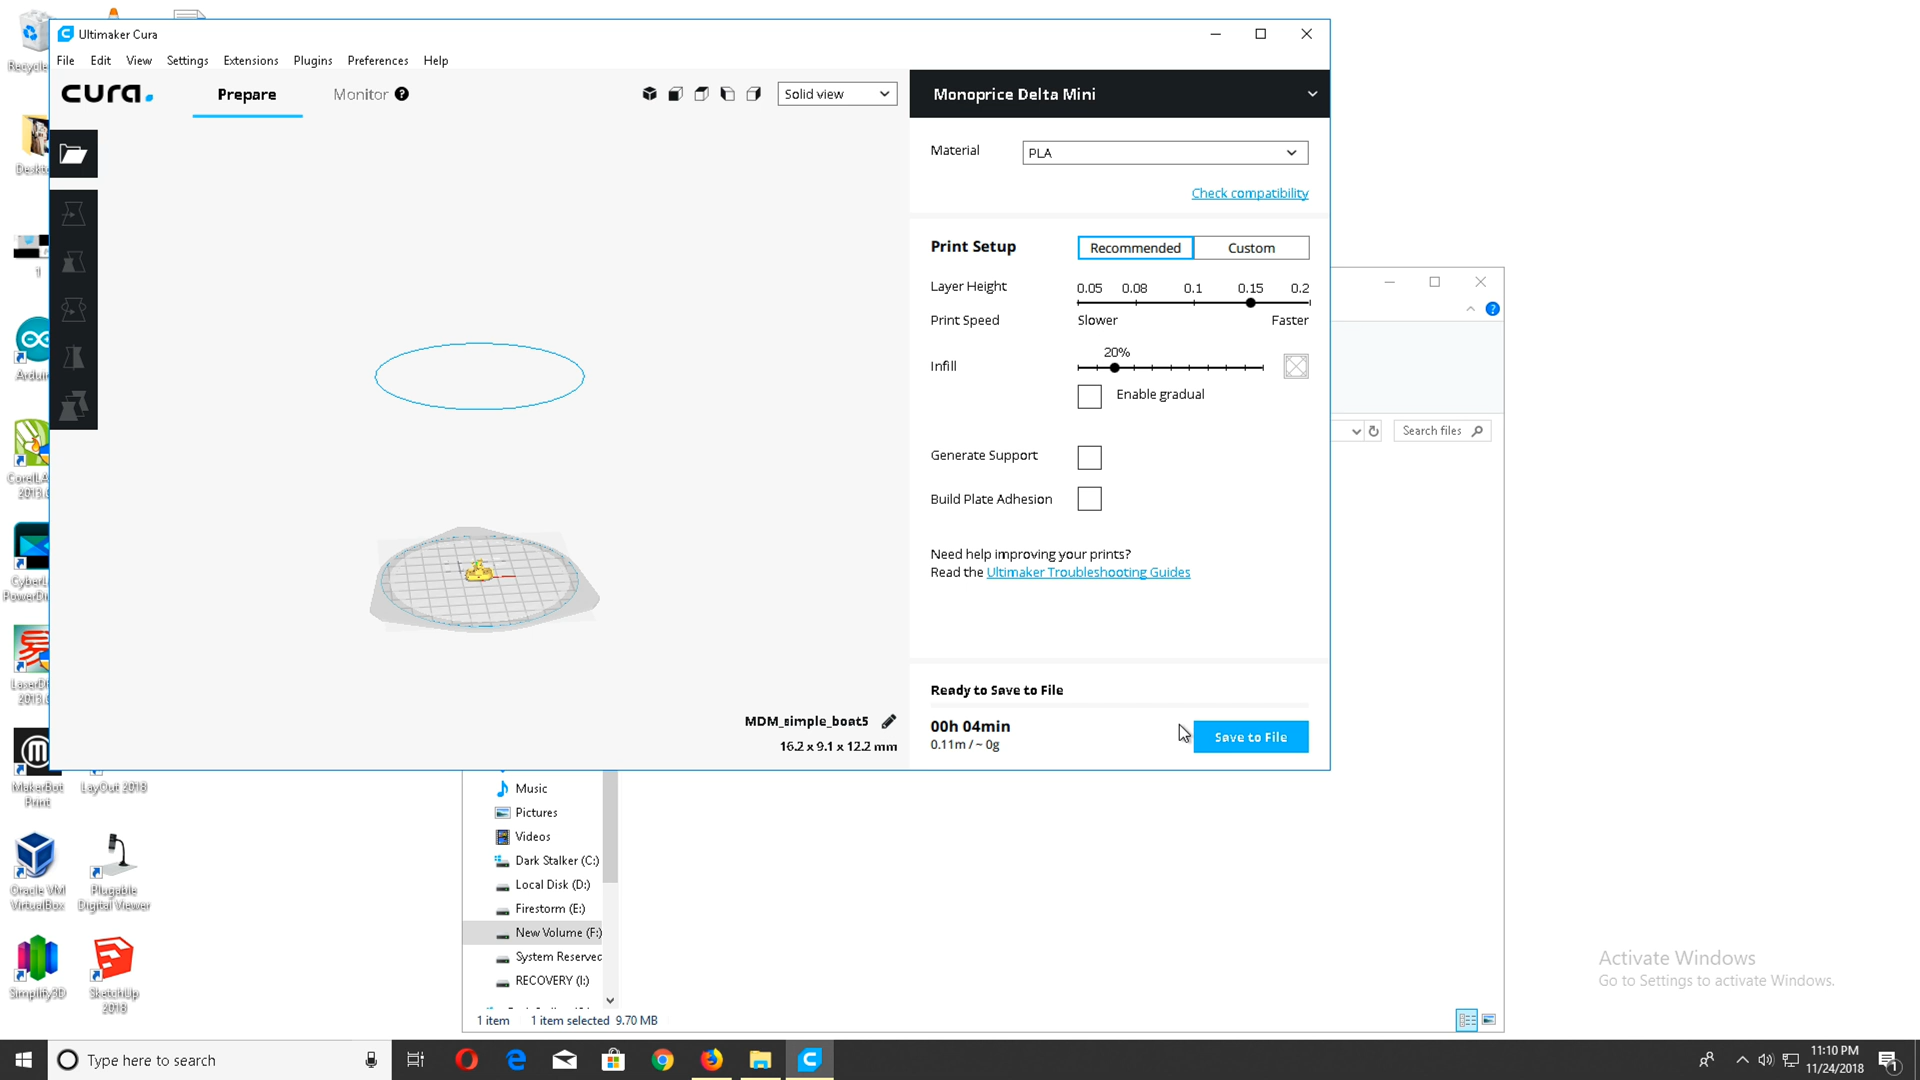 Ultimaker Cura
File Edit View Settings Extensions Plugins Preferences Help
cura.
Prepare
Monitor ?
Solid view
Monoprice Delta Mini
Material
PLA
Check compatibility
Print Setup
Recommended
Custom
Layer Height
0.05 0.08 0.1 0.15 0.2
Print Speed
Slower
Faster
20%
Infill
Enable gradual
Generate Support
Build Plate Adhesion
Need help improving your prints?
Read the Ultimaker Troubleshooting Guides
Ready to Save to File
00h 04min
0.11m / ~ 0g
Save to File
MDM_simple_boat5
16.2 x 9.1 x 12.2 mm
Search files
Music
Pictures
Videos
Dark Stalker (C:)
Local Disk (D:)
Firestorm (E:)
New Volume (F:)
System Reserved
RECOVERY (I:)
1 item 1 item selected 9.70 MB
1
2013.
2013.
MakerBot
Print
LayOut 2018
Oracle VM
VirtualBox
Plugable
Digital Viewer
Simplify3D
SketchUp
2018
Activate Windows
Go to Settings to activate Windows.
Type here to search
11:10 PM
11/24/2018
1